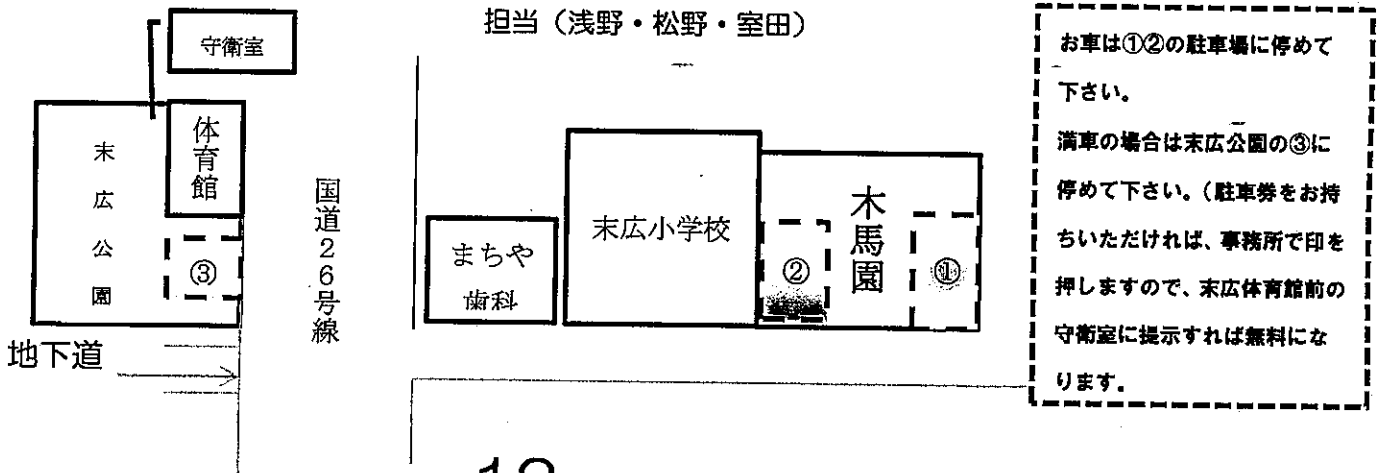 担当（浅野・松野・室田）
守衛室
体育館
末広公園
③
国道26号線
地下道
まちや
歯科
末広小学校
②
木馬園
①
お車は①②の駐車場に停めて
下さい。
満車の場合は末広公園の③に
停めて下さい。（駐車券をお持
ちいただければ、事務所で印を
押しますので、末広体育館前の
守衛室に提示すれば無料にな
ります。